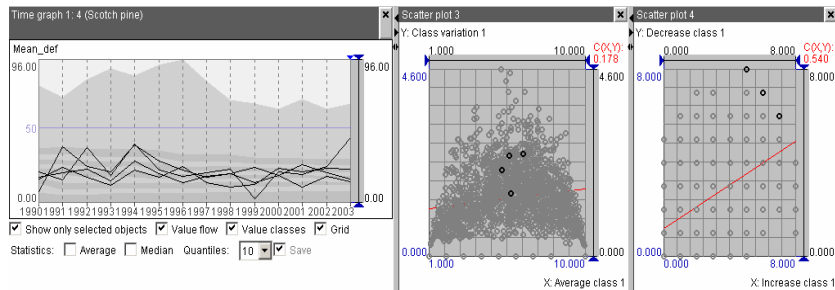 Time graph 1: 4 (Scotch pine)
Mean_def
96.00
96.00
50
0.00
0.00
1990 1991 1992 1993 1994 1995 1996 1997 1998 1999 2000 2001 2002 2003
Show only selected objects Value flow Value classes Grid
Statistics: Average Median Quantiles: 10 Save
Scatter plot 3
Y: Class variation 1
1.000 10.000 C(X,Y):
0.178
4.600 4.600
0.000 0.000
1.000 10.000
X: Average class 1
Scatter plot 4
Y: Decrease class 1
0.000 8.000 C(X,Y):
0.540
8.000 8.000
0.000 0.000
0.000 8.000
X: Increase class 1